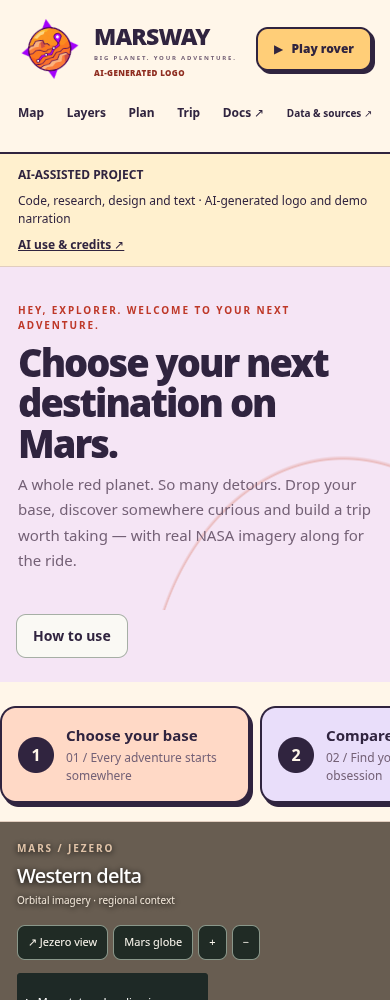 MARSWAY
BIG PLANET. YOUR ADVENTURE.
AI-GENERATED LOGO
▶ Play rover
Map Layers Plan Trip Docs ↗ Data & sources ↗
AI-ASSISTED PROJECT
Code, research, design and text · AI-generated logo and demo
narration
AI use & credits ↗
HEY, EXPLORER. WELCOME TO YOUR NEXT
ADVENTURE.
Choose your next
destination on
Mars.
A whole red planet. So many detours. Drop your
base, discover somewhere curious and build a trip
worth taking — with real NASA imagery along for
the ride.
How to use
1
Choose your base
01 / Every adventure starts
somewhere
2
Compare
02 / Find yo
obsession
MARS / JEZERO
Western delta
Orbital imagery · regional context
↗ Jezero view Mars globe + −